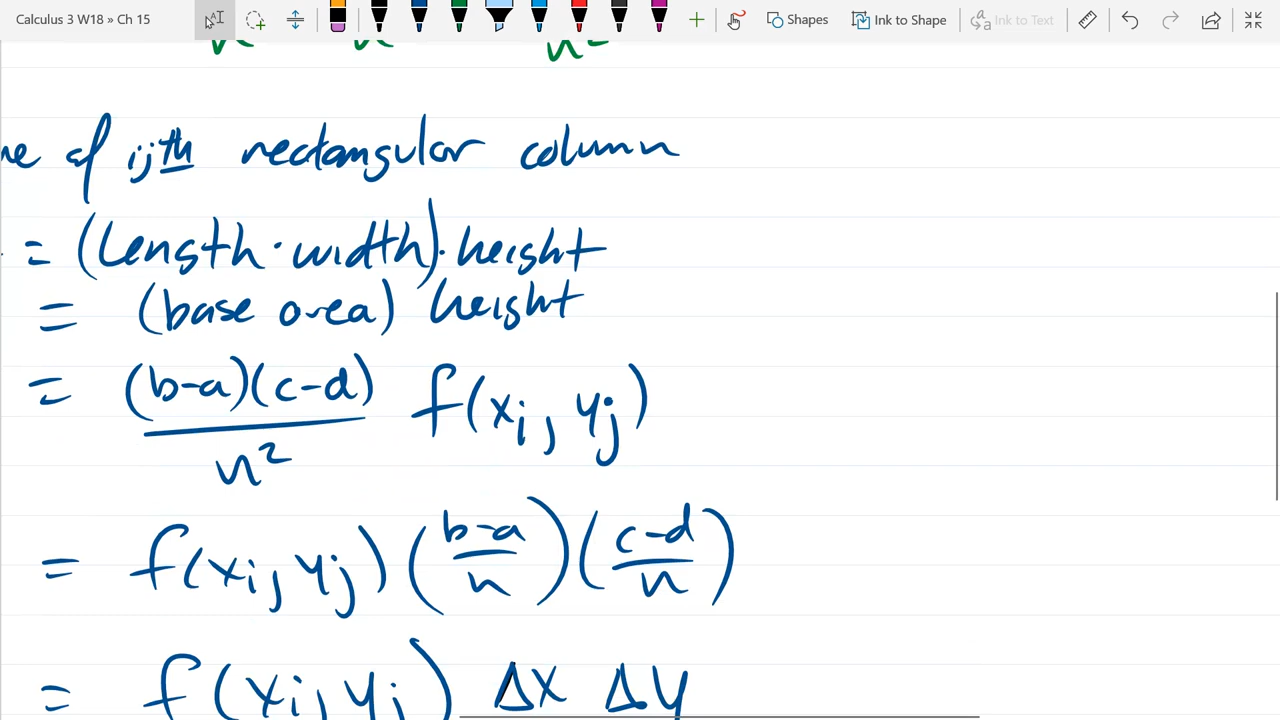 Calculus 3 W18 » Ch 15
Shapes
Ink to Shape
Ink to Text
of ijth rectangular column
= (length · width) · height
= (base area) height
= (b-a)(c-d)/n² f(xi, yj)
= f(xi, yj) (b-a/n) (c-d/n)
= f(xi, yj) Δx Δy